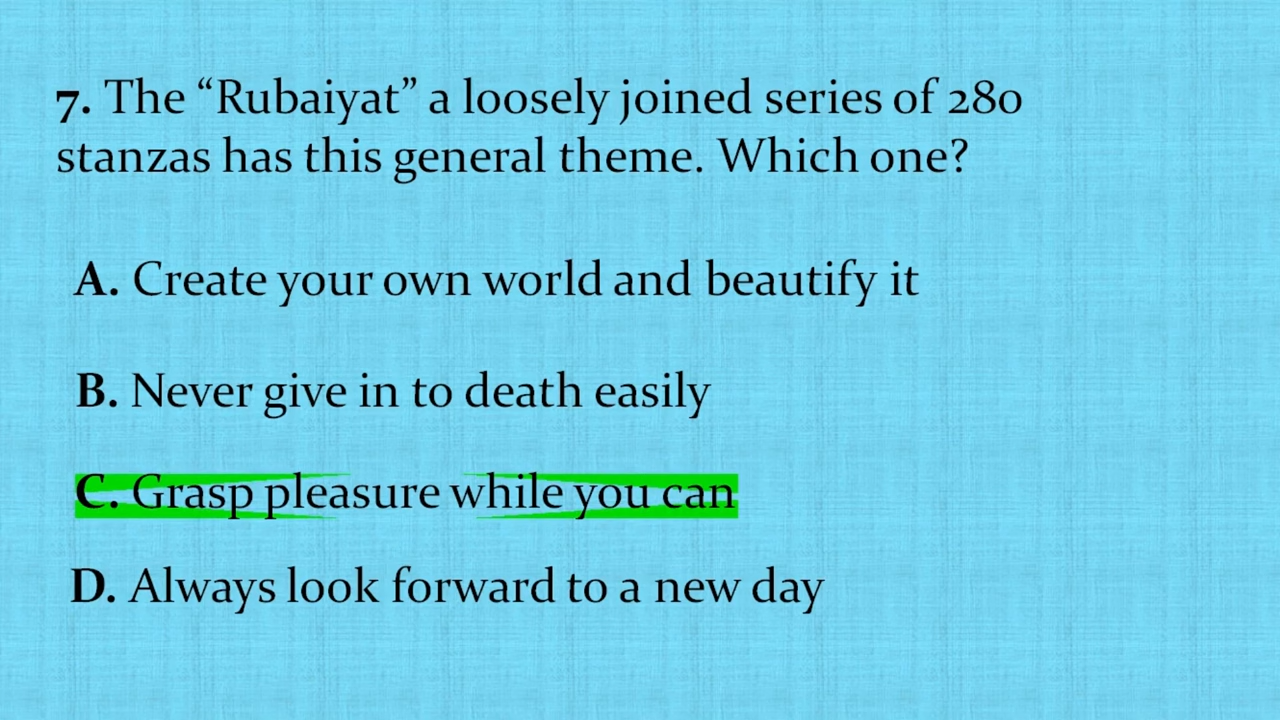 7. The “Rubaiyat” a loosely joined series of 280
stanzas has this general theme. Which one?
A. Create your own world and beautify it
B. Never give in to death easily
C. Grasp pleasure while you can
D. Always look forward to a new day